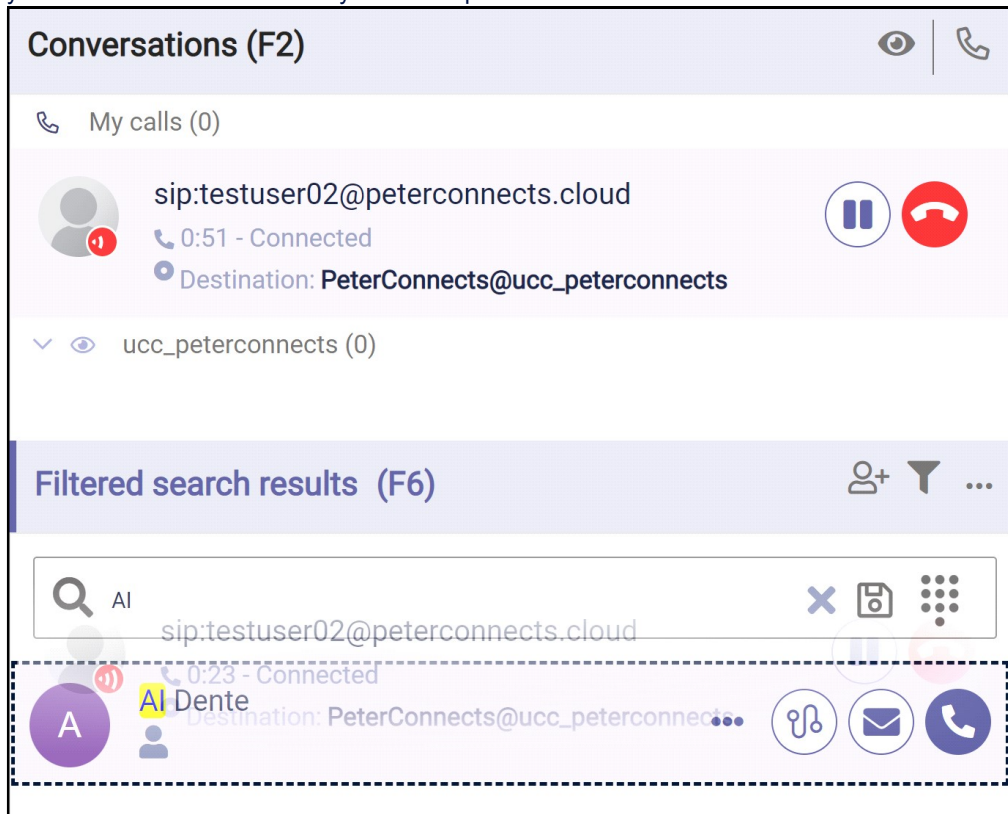 Conversations (F2)
My calls (0)
sip:testuser02@peterconnects.cloud
0:51 - Connected
Destination: PeterConnects@ucc_peterconnects
ucc_peterconnects (0)
Filtered search results (F6)
...
Al
sip:testuser02@peterconnects.cloud
0:23 - Connected
A
Al Dente
Destination: PeterConnects@ucc_peterconnects